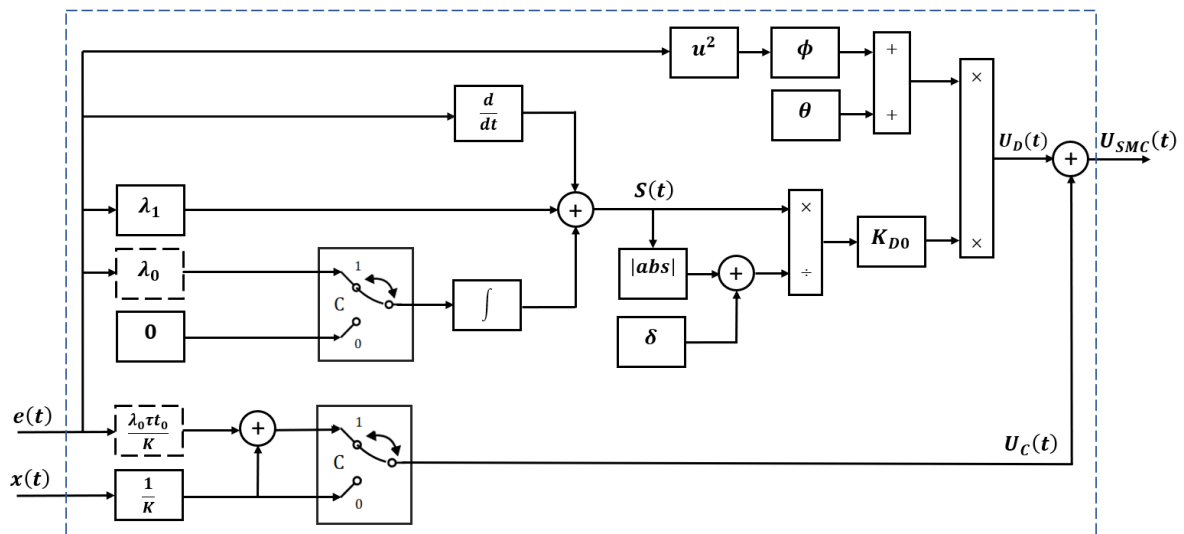 u²
ϕ
+
×
d/dt
θ
+
U_D(t)
U_SMC(t)
+
λ₁
S(t)
+
×
λ₀
1
|abs|
+
÷
K_D0
×
C
∫
0
0
δ
e(t)
λ₀τt₀/K
+
1
C
U_C(t)
x(t)
1/K
0